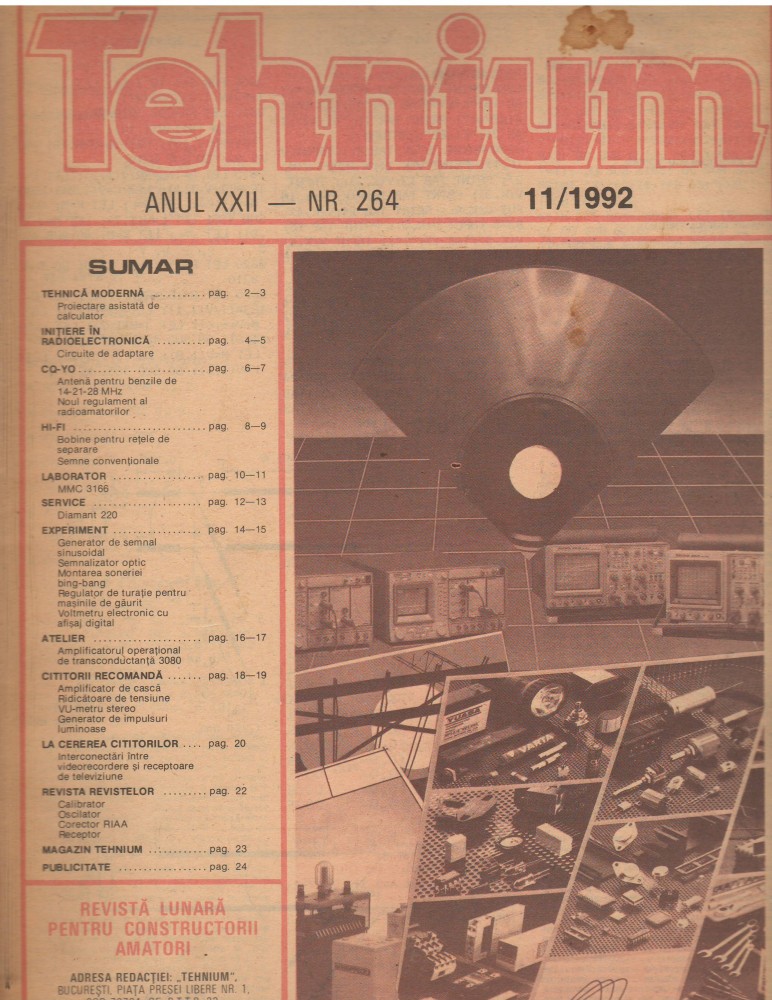 Tehnium
ANUL XXII — NR. 264
11/1992
SUMAR
TEHNICĂ MODERNĂ .......... pag. 2—3
Proiectare asistată de
calculator
INIȚIERE ÎN
RADIOELECTRONICĂ .......... pag. 4—5
Circuite de adaptare
CQ-YO .......................... pag. 6—7
Antenă pentru benzile de
14-21-28 MHz
Noul regulament al
radioamatorilor
HI-FI .......................... pag. 8—9
Bobine pentru rețele de
separare
Semne convenționale
LABORATOR .................. pag. 10—11
MMC 3166
SERVICE ...................... pag. 12—13
Diamant 220
EXPERIMENT .................. pag. 14—15
Generator de semnal
sinusoidal
Semnalizator optic
Montarea soneriei
bing-bang
Regulator de turație pentru
mașinile de găurit
Voltmetru electronic cu
afișaj digital
ATELIER ...................... pag. 16—17
Amplificatorul operațional
de transconductanță 3080
CITITORII RECOMANDĂ ....... pag. 18—19
Amplificator de cască
Ridicătoare de tensiune
VU-metru stereo
Generator de impulsuri
luminoase
LA CEREREA CITITORILOR .... pag. 20
Interconectări între
videorecordere și receptoare
de televiziune
REVISTA REVISTELOR ......... pag. 22
Calibrator
Oscilator
Corector RIAA
Receptor
MAGAZIN TEHNIUM ............ pag. 23
PUBLICITATE .................. pag. 24
YUASA
VARTA
REVISTĂ LUNARĂ
PENTRU CONSTRUCTORII
AMATORI
ADRESA REDACȚIEI: „TEHNIUM",
BUCUREȘTI, PIAȚA PRESEI LIBERE NR. 1,